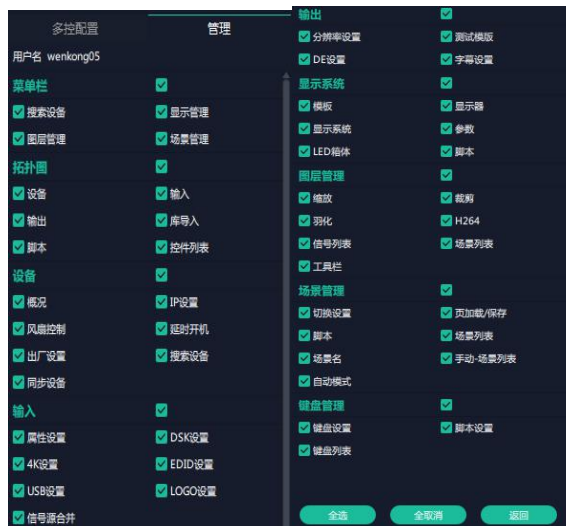 多控配置 管理
用户名 wenkong05
菜单栏
搜索设备 显示管理
图层管理 场景管理
拓扑图
设备 输入
输出 库导入
脚本 控件列表
设备
概况 IP设置
风扇控制 延时开机
出厂设置 搜索设备
同步设备
输入
属性设置 DSK设置
4K设置 EDID设置
USB设置 LOGO设置
信号源合并
输出
分辨率设置 测试模版
DE设置 字幕设置
显示系统
模板 显示器
显示系统 参数
LED箱体 脚本
图层管理
缩放 裁剪
羽化 H264
信号列表 场景列表
工具栏
场景管理
切换设置 页加载/保存
脚本 场景列表
场景名 手动-场景列表
自动模式
键盘管理
键盘设置 脚本设置
键盘列表
全选 全取消 返回